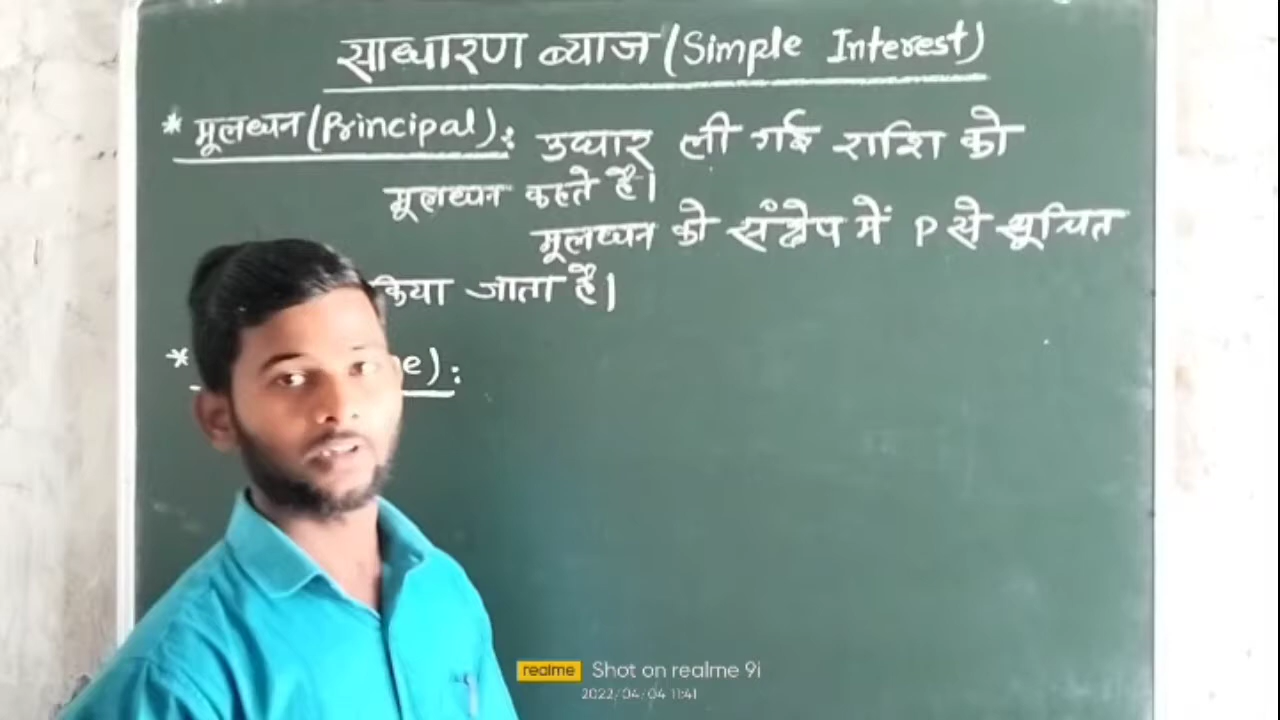 साधारण ब्याज (Simple Interest)
* मूलधन (Principal) : उधार ली गई राशि को
मूलधन कहते है।
मूलधन को संक्षेप में P से सूचित
किया जाता है।
* e) :
realme Shot on realme 9i
2022/04/04 11:41